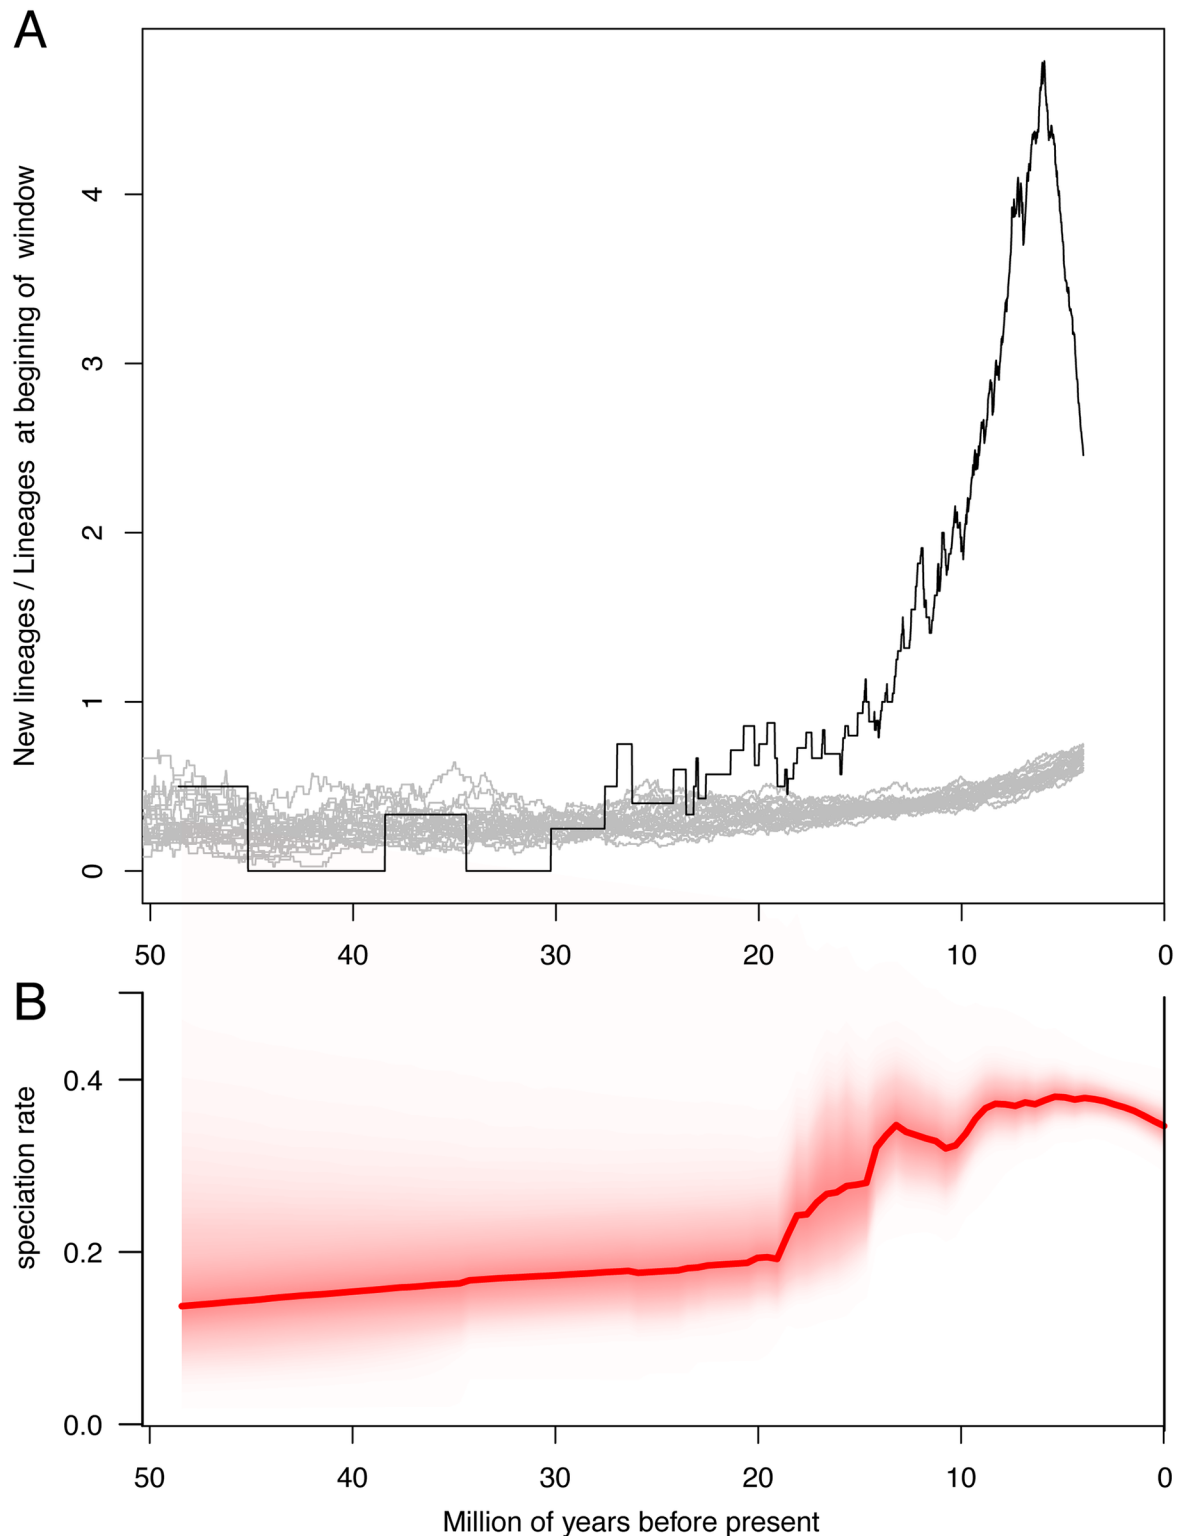 A
New lineages / Lineages at begining of window
4
3
2
1
0
50 40 30 20 10 0
B
speciation rate
0.4
0.2
0.0
50 40 30 20 10 0
Million of years before present